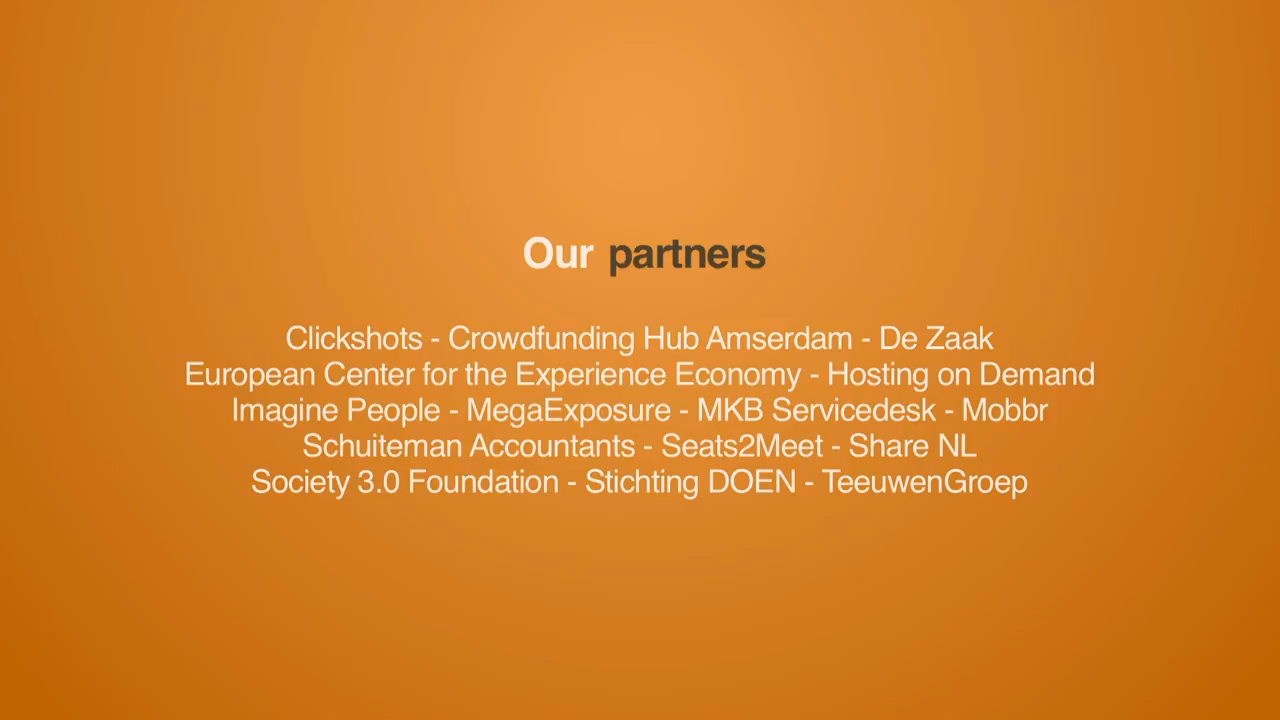 Our partners
Clickshots - Crowdfunding Hub Amserdam - De Zaak
European Center for the Experience Economy - Hosting on Demand
Imagine People - MegaExposure - MKB Servicedesk - Mobbr
Schuiteman Accountants - Seats2Meet - Share NL
Society 3.0 Foundation - Stichting DOEN - TeeuwenGroep